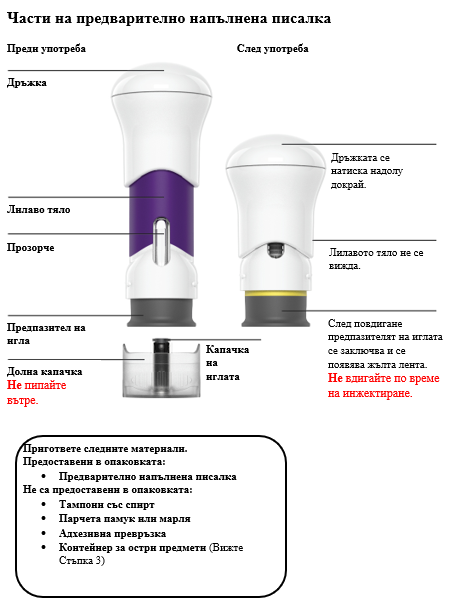 Части на предварително напълнена писалка
Преди употреба
След употреба
Дръжка
Дръжката се
натиска надолу
докрай.
Лилаво тяло
Прозорче
Лилавото тяло не се
вижда.
Предпазител на
игла
След повдигане
предпазителят на иглата
се заключва и се
появява жълта лента.
Не вдигайте по време
на инжектиране.
Капачка
на
иглата
Долна капачка
Не пипайте
вътре.
Пригответе следните материали.
Предоставени в опаковката:
• Предварително напълнена писалка
Не са предоставени в опаковката:
• Тампони със спирт
• Парчета памук или марля
• Адхезивна превръзка
• Контейнер за остри предмети (Вижте
Стъпка 3)